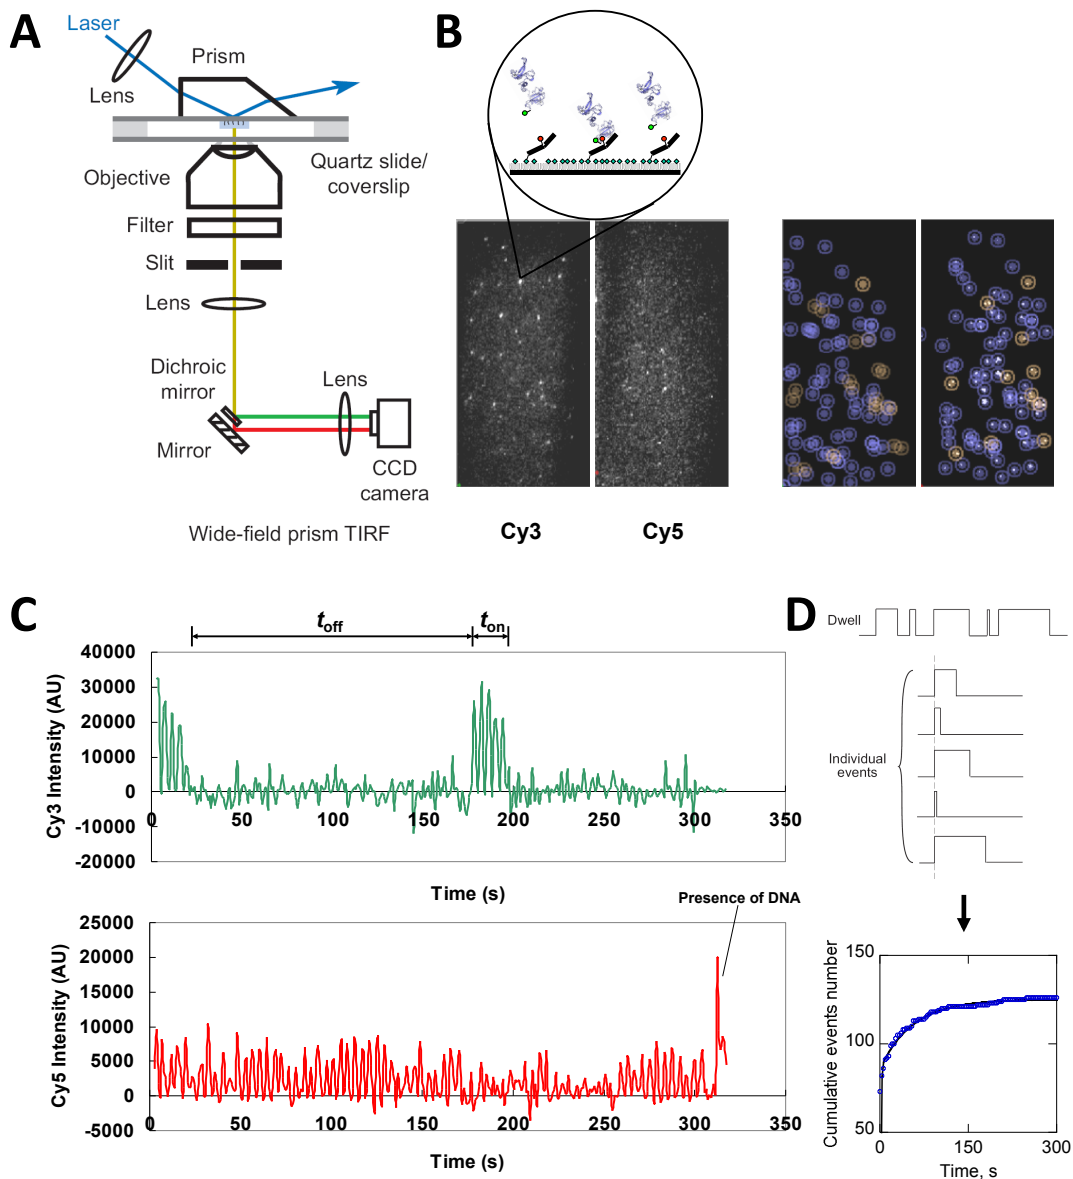 A
Laser
Lens
Prism
Quartz slide/
coverslip
Objective
Filter
Slit
Lens
Dichroic
mirror
Mirror
Lens
CCD
camera
Wide-field prism TIRF
B
Cy3
Cy5
C
toff
ton
40000
30000
20000
10000
0
-10000
-20000
Cy3 Intensity (AU)
0
50
100
150
200
250
300
350
Time (s)
Presence of DNA
25000
20000
15000
10000
5000
0
-5000
Cy5 Intensity (AU)
0
50
100
150
200
250
300
350
Time (s)
D
Dwell
Individual
events
150
100
50
Cumulative events number
0
150
300
Time, s